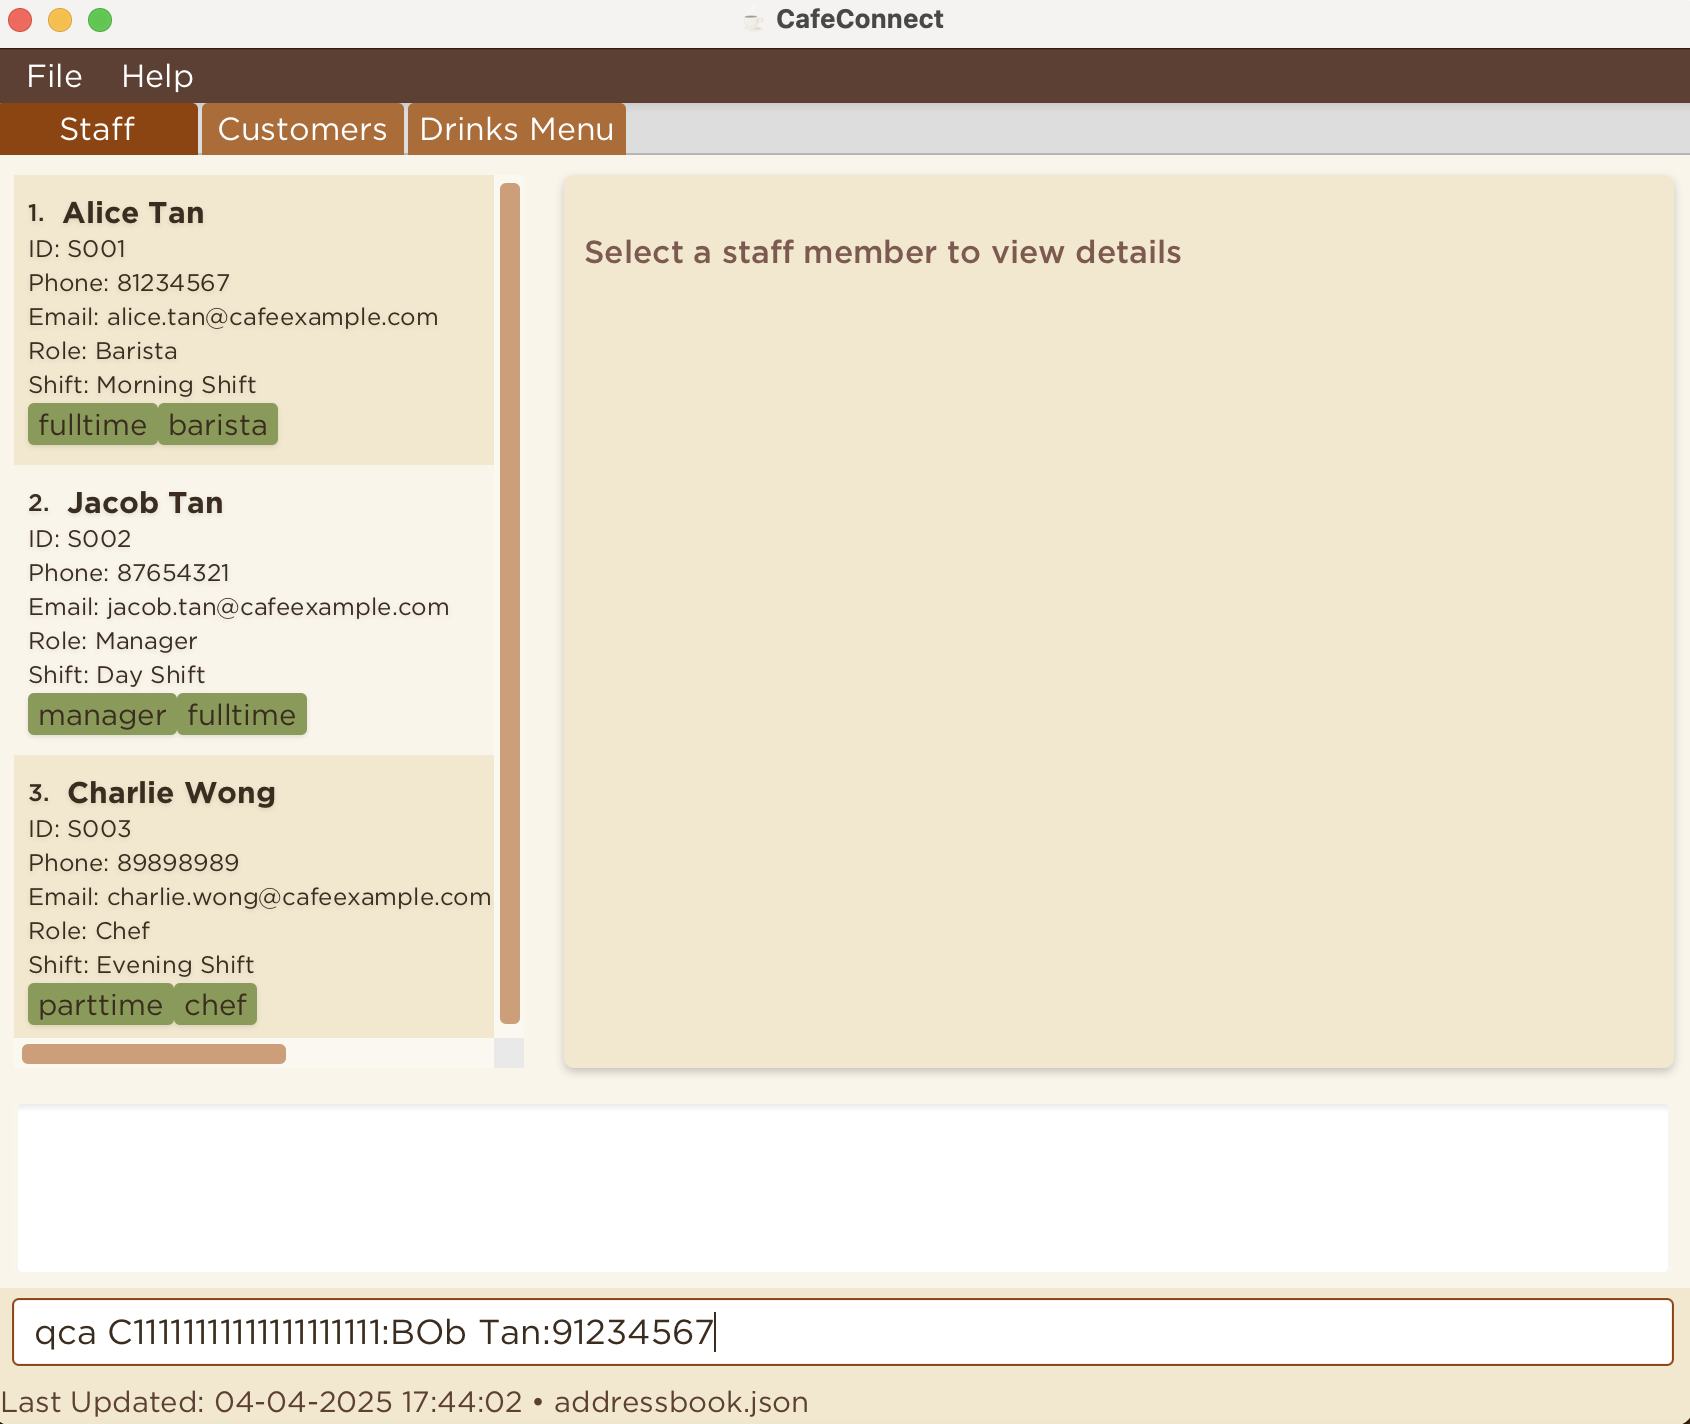 CafeConnect
File Help
Staff Customers Drinks Menu
1. Alice Tan
ID: S001
Phone: 81234567
Email: alice.tan@cafeexample.com
Role: Barista
Shift: Morning Shift
fulltime barista
2. Jacob Tan
ID: S002
Phone: 87654321
Email: jacob.tan@cafeexample.com
Role: Manager
Shift: Day Shift
manager fulltime
3. Charlie Wong
ID: S003
Phone: 89898989
Email: charlie.wong@cafeexample.com
Role: Chef
Shift: Evening Shift
parttime chef
Select a staff member to view details
qca C11111111111111111111:BOb Tan:91234567
Last Updated: 04-04-2025 17:44:02 • addressbook.json